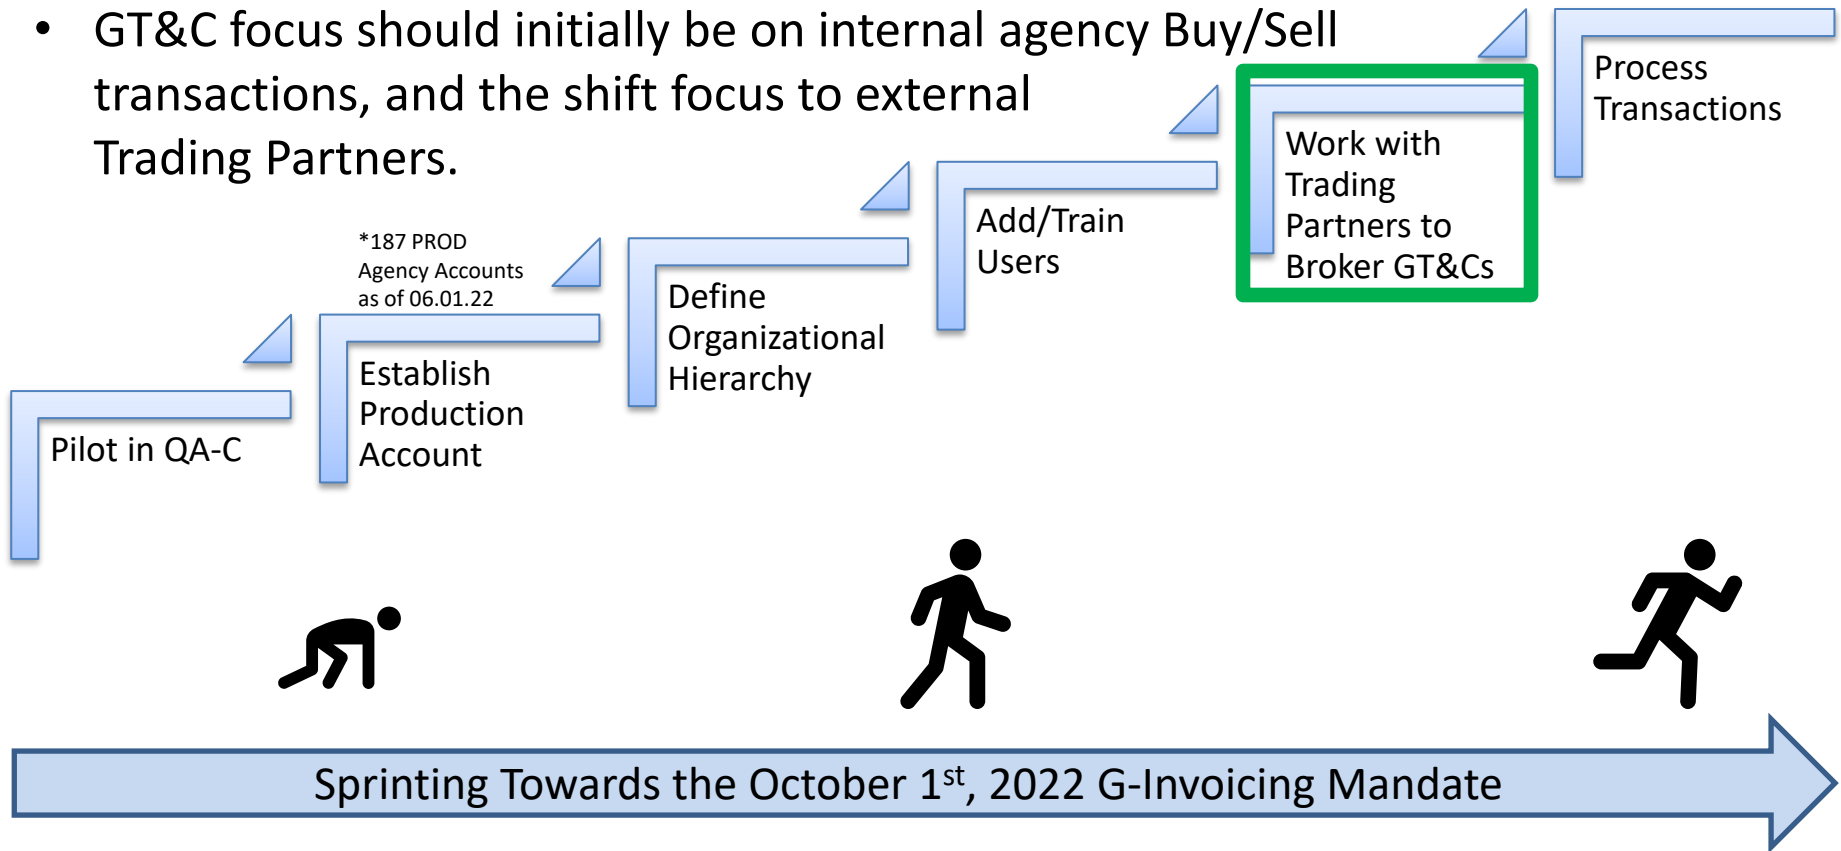 • GT&C focus should initially be on internal agency Buy/Sell
transactions, and the shift focus to external
Trading Partners.
Process
Transactions
Work with
Trading
Partners to
Broker GT&Cs
Add/Train
Users
*187 PROD
Agency Accounts
as of 06.01.22
Define
Organizational
Hierarchy
Establish
Production
Account
Pilot in QA-C
Sprinting Towards the October 1st, 2022 G-Invoicing Mandate